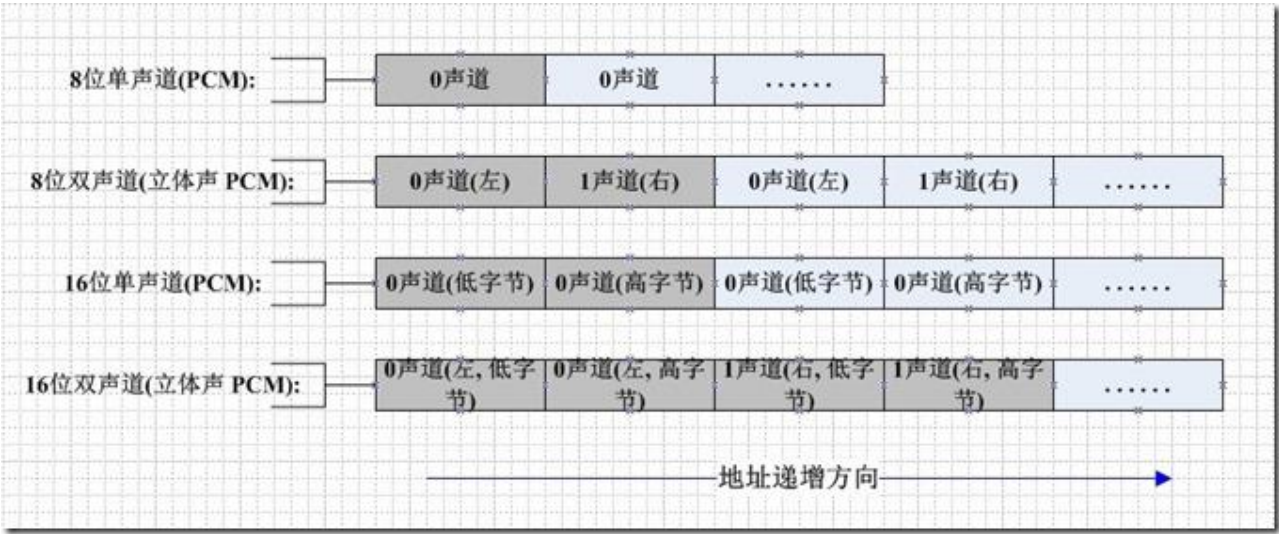 8位单声道(PCM): 0声道 0声道 ......
8位双声道(立体声 PCM): 0声道(左) 1声道(右) 0声道(左) 1声道(右) ......
16位单声道(PCM): 0声道(低字节) 0声道(高字节) 0声道(低字节) 0声道(高字节) ......
16位双声道(立体声 PCM): 0声道(左, 低字节) 0声道(左, 高字节) 1声道(右, 低字节) 1声道(右, 高字节) ......
地址递增方向